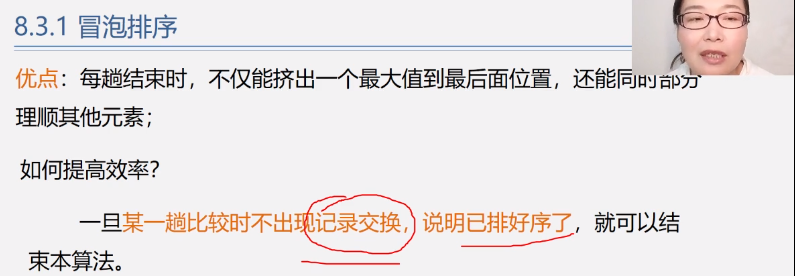 8.3.1 冒泡排序
优点：每趟结束时，不仅能挤出一个最大值到最后面位置，还能同时部分
理顺其他元素；
如何提高效率？
一旦某一趟比较时不出现记录交换，说明已排好序了，就可以结
束本算法。